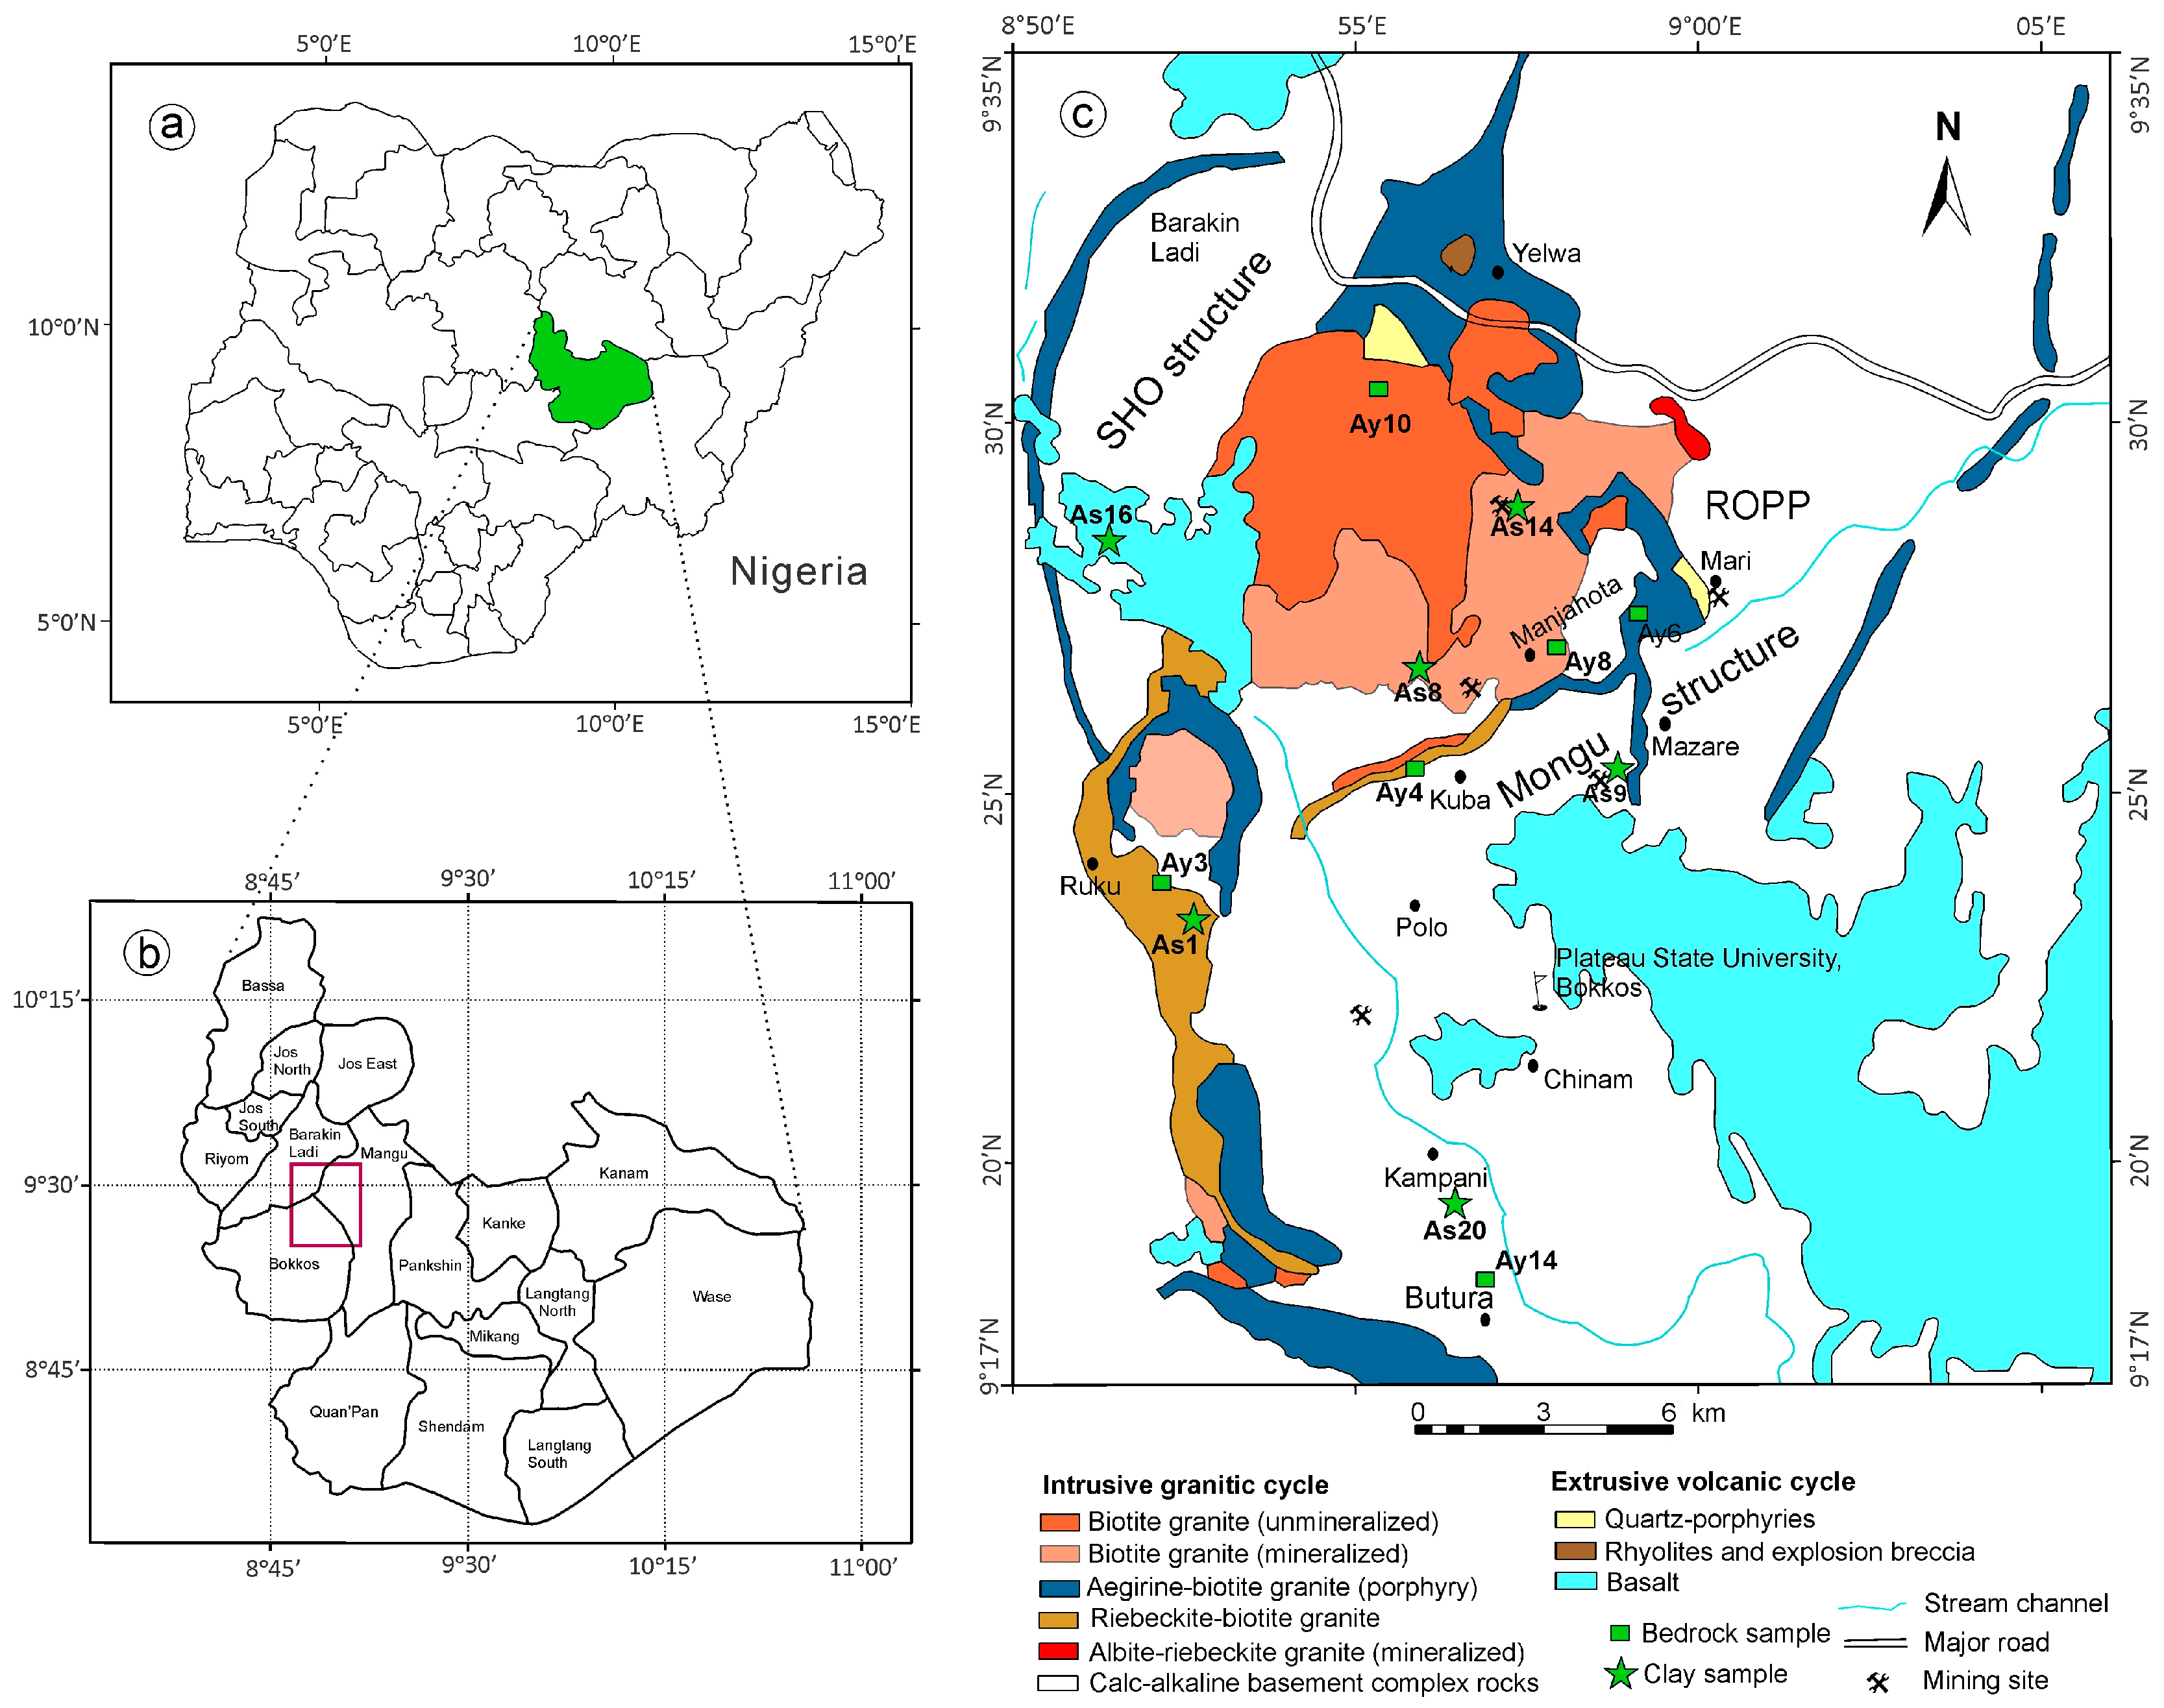 5°0′E
10°0′E
15°0′E
a
10°0′N
5°0′N
Nigeria
5°0′E
10°0′E
15°0′E
8°45′
9°30′
10°15′
11°00′
b
10°15′
9°30′
8°45′
Bassa
Jos
North
Jos East
Jos
South
Barakin
Ladi
Riyom
Mangu
Kanam
Kanke
Bokkos
Pankshin
Langtang
North
Wase
Mikang
Quan'Pan
Shendam
Langtang
South
8°45′
9°30′
10°15′
11°00′
8°50′E
55′E
9°00′E
05′E
9°35′N
30′N
25′N
20′N
9°17′N
9°35′N
30′N
25′N
20′N
9°17′N
c
N
Barakin
Ladi
SHO structure
Yelwa
Ay10
ROPP
As16
As14
Mari
Manjahota
Ay6
Ay8
structure
As8
Mazare
Mongu
As9
Ay4
Kuba
Ay3
Ruku
Polo
As1
Plateau State University,
Bokkos
Chinam
Kampani
As20
Ay14
Butura
0 3 6 km
Intrusive granitic cycle
Biotite granite (unmineralized)
Biotite granite (mineralized)
Aegirine-biotite granite (porphyry)
Riebeckite-biotite granite
Albite-riebeckite granite (mineralized)
Calc-alkaline basement complex rocks
Extrusive volcanic cycle
Quartz-porphyries
Rhyolites and explosion breccia
Basalt
Bedrock sample
Clay sample
Stream channel
Major road
Mining site